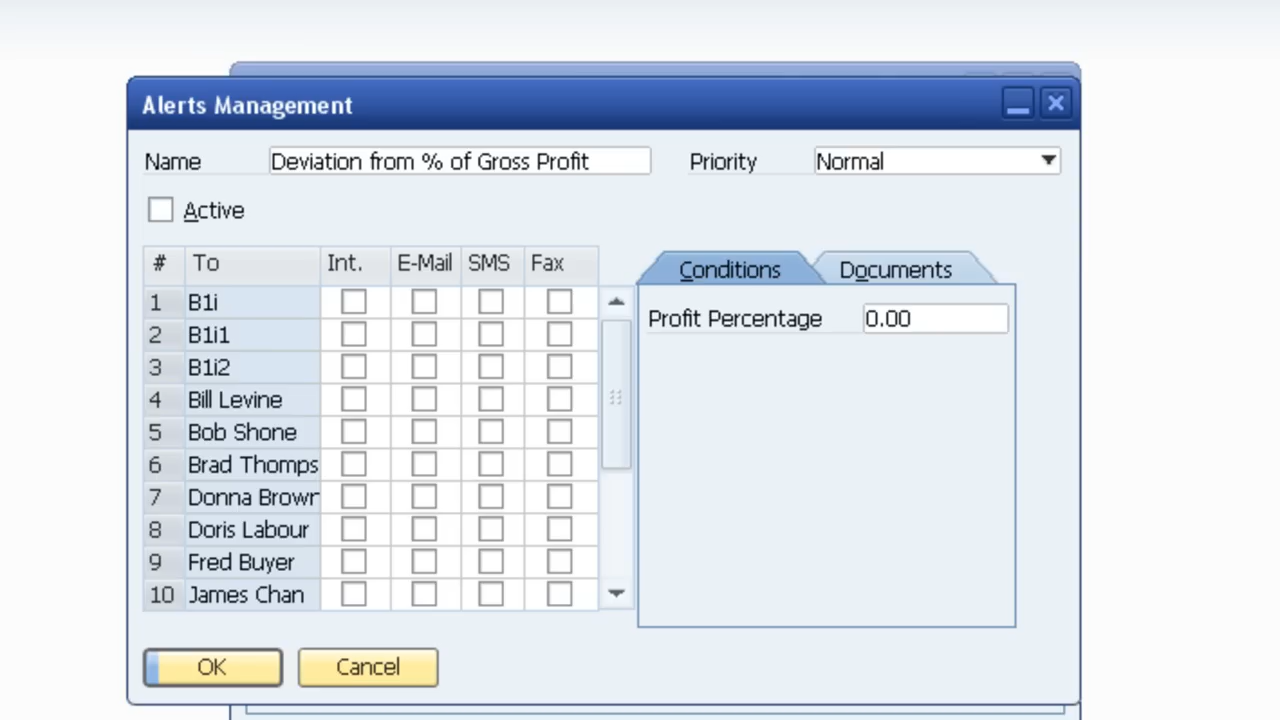 Alerts Management
Name Deviation from % of Gross Profit Priority Normal
Active
# To Int. E-Mail SMS Fax Conditions Documents
1 B1i Profit Percentage 0.00
2 B1i1
3 B1i2
4 Bill Levine
5 Bob Shone
6 Brad Thomps
7 Donna Brown
8 Doris Labour
9 Fred Buyer
10 James Chan
OK Cancel